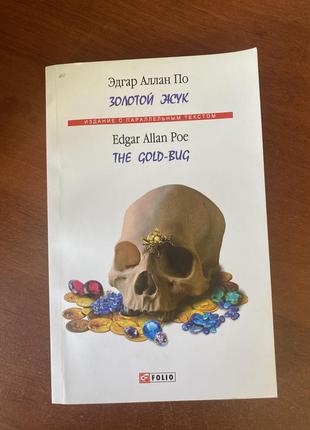 Эдгар Аллан По
ЗОЛОТОЙ ЖУК
ИЗДАНИЕ С ПАРАЛЛЕЛЬНЫМ ТЕКСТОМ
Edgar Allan Poe
THE GOLD-BUG
FOLIO